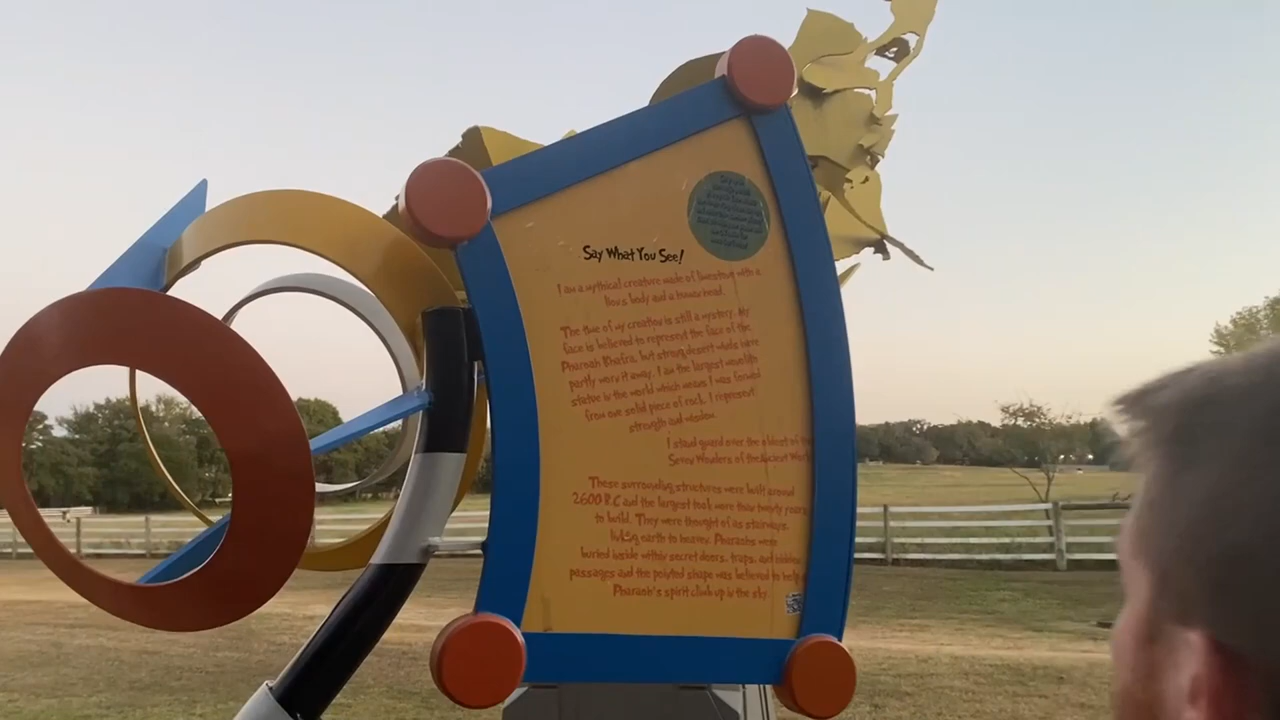 Say What You See!
I am a mythical creature made of limestone with a
lion's body and a human head.
The time of my creation is still a mystery. My
face is believed to represent the face of the
Pharoah Khafra, but strong desert winds have
partly worn it away. I am the largest monolith
statue in the world which means I was formed
from one solid piece of rock. I represent
strength and wisdom.
I stand guard over the oldest of the
Seven Wonders of the Ancient World
These surrounding structures were built around
2600 B.C and the largest took more than twenty years
to build. They were thought of as stairways,
linking earth to heaven. Pharaohs were
buried inside within secret doors, traps, and hidden
passages and the pointed shape was believed to help
Pharaoh's spirit climb up to the sky.